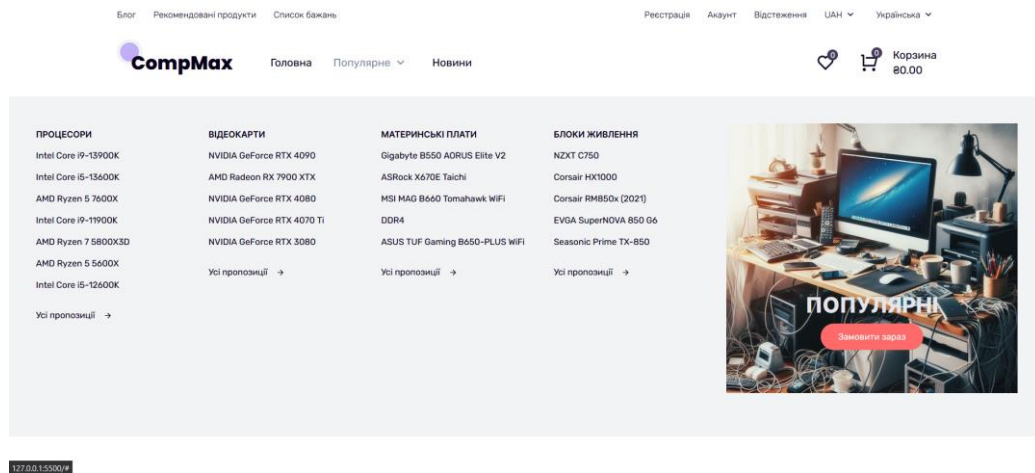 Блог Рекомендовані продукти Список бажань Реєстрація Акаунт Відстеження UAH Українська
CompMax Головна Популярне Новини 0 0 Корзина
₴0.00
ПРОЦЕСОРИ
Intel Core i9-13900K
Intel Core i5-13600K
AMD Ryzen 5 7600X
Intel Core i9-11900K
AMD Ryzen 7 5800X3D
AMD Ryzen 5 5600X
Intel Core i5-12600K
Усі пропозиції →
ВІДЕОКАРТИ
NVIDIA GeForce RTX 4090
AMD Radeon RX 7900 XTX
NVIDIA GeForce RTX 4080
NVIDIA GeForce RTX 4070 Ti
NVIDIA GeForce RTX 3080
Усі пропозиції →
МАТЕРИНСЬКІ ПЛАТИ
Gigabyte B550 AORUS Elite V2
ASRock X670E Taichi
MSI MAG B660 Tomahawk WiFi
DDR4
ASUS TUF Gaming B650-PLUS WiFi
Усі пропозиції →
БЛОКИ ЖИВЛЕННЯ
NZXT C750
Corsair HX1000
Corsair RM850x (2021)
EVGA SuperNOVA 850 G6
Seasonic Prime TX-850
Усі пропозиції →
ПОПУЛЯРНІ
Замовити зараз
127.0.0.1:5500/#